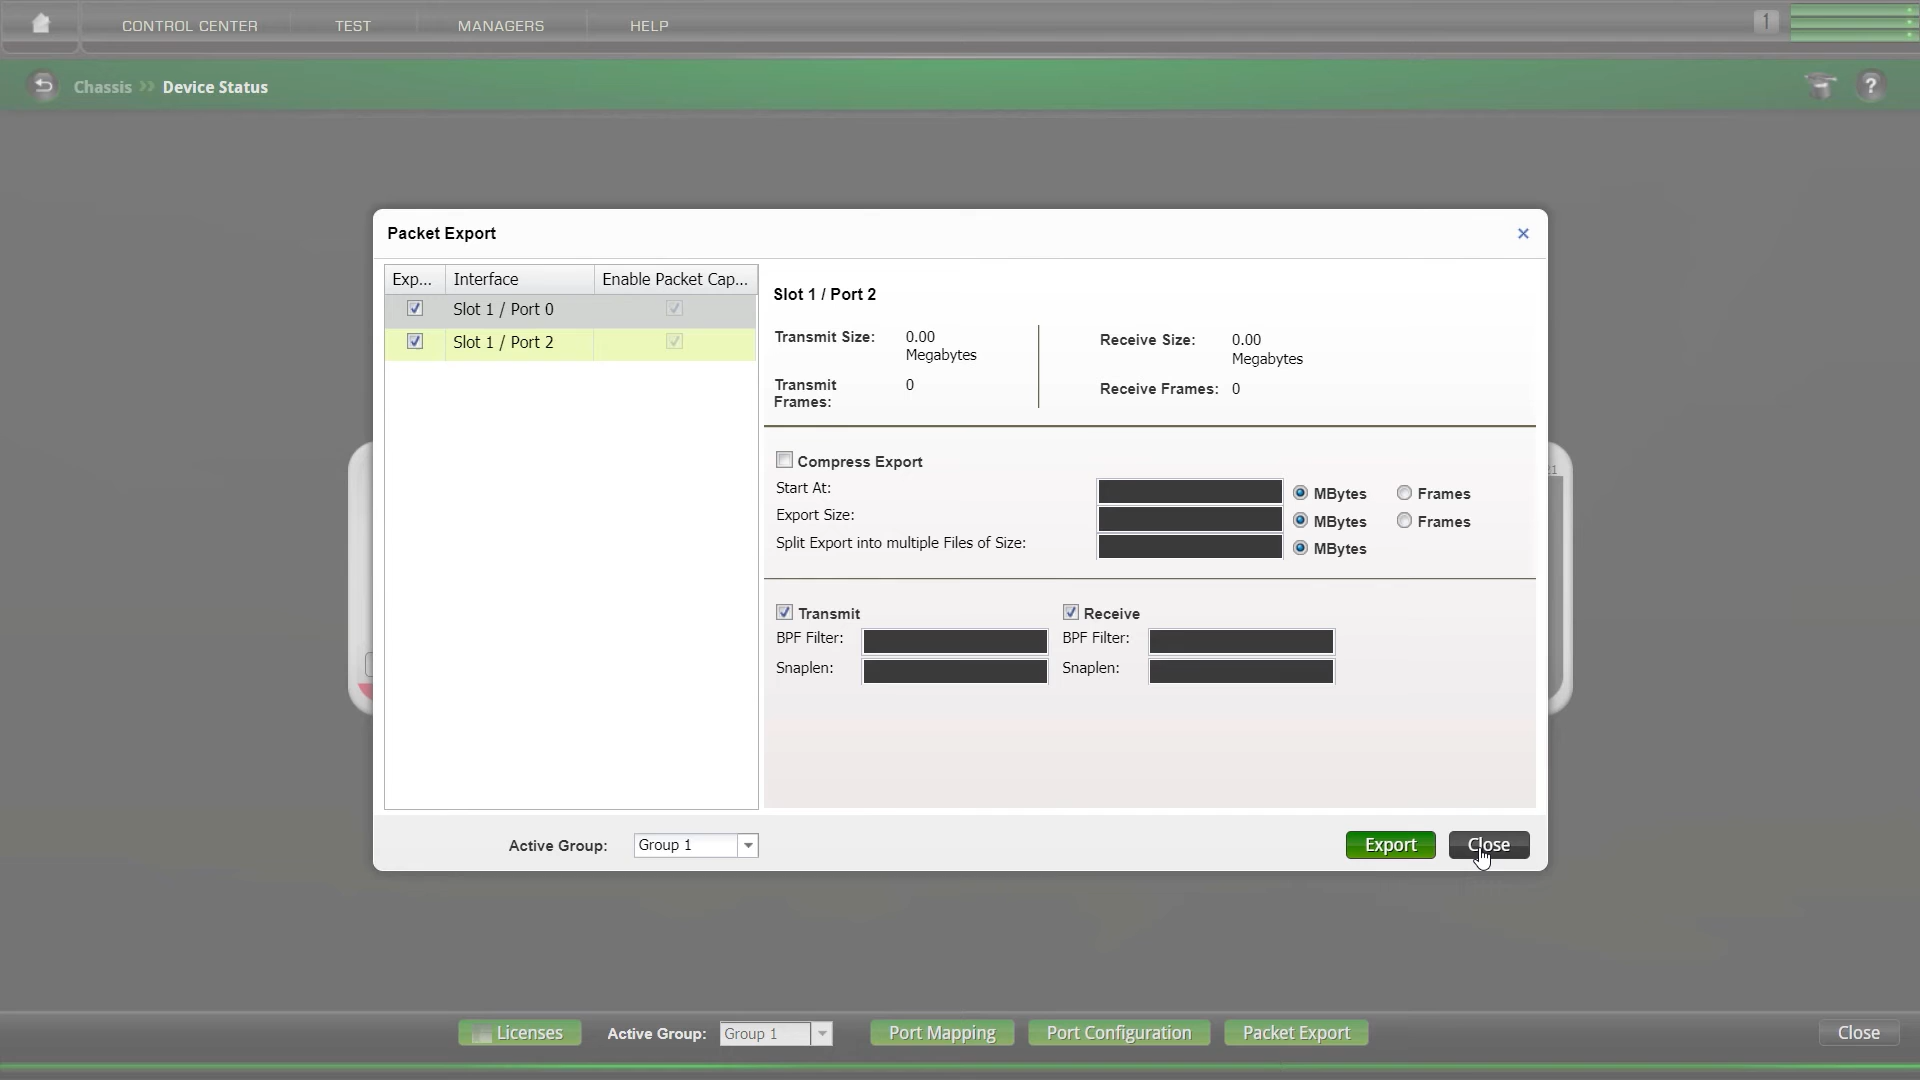 CONTROL CENTER TEST MANAGERS HELP 1
Chassis >> Device Status ?
Packet Export
Exp... Interface Enable Packet Cap...
Slot 1 / Port 0
Slot 1 / Port 2
Slot 1 / Port 2
Transmit Size: 0.00 Megabytes
Receive Size: 0.00 Megabytes
Transmit Frames: 0
Receive Frames: 0
Compress Export
Start At: MBytes Frames
Export Size: MBytes Frames
Split Export into multiple Files of Size: MBytes
Transmit Receive
BPF Filter: BPF Filter:
Snaplen: Snaplen:
Active Group: Group 1 Export Close
Licenses Active Group: Group 1 Port Mapping Port Configuration Packet Export Close